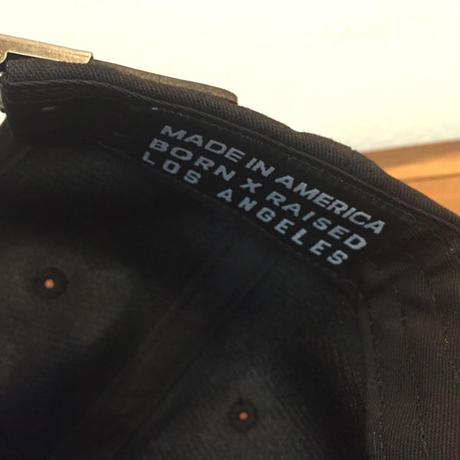 MADE IN AMERICA
BORN X RAISED
LOS ANGELES